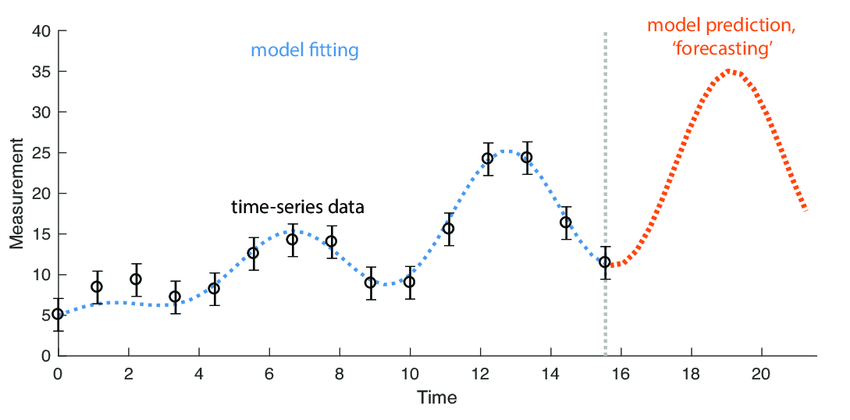 model prediction,
‘forecasting’
model fitting
time-series data
Measurement
40
35
30
25
20
15
10
5
0
0 2 4 6 8 10 12 14 16 18 20
Time